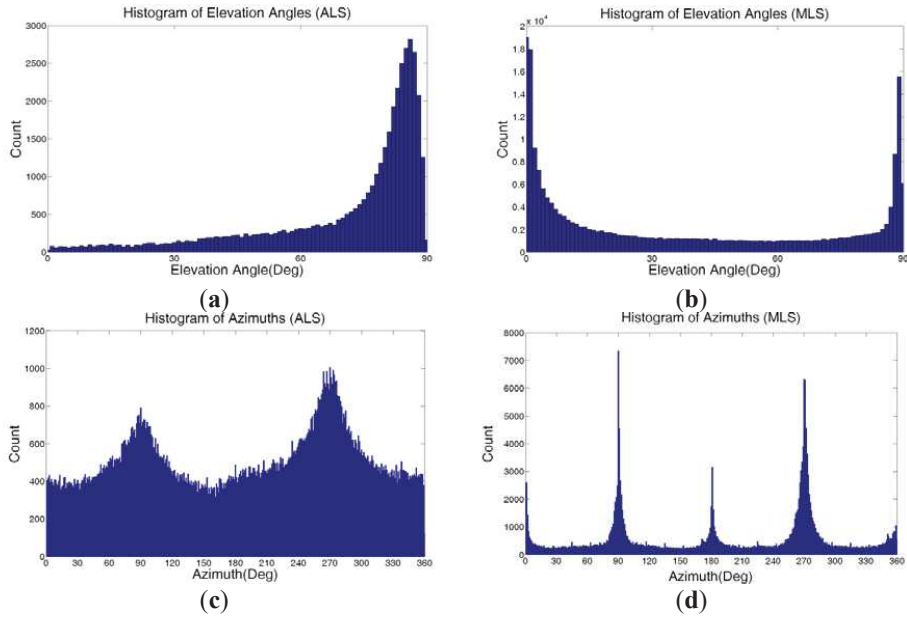 Histogram of Elevation Angles (ALS)
3000
2500
2000
1500
1000
500
0
Count
0 30 60 90
Elevation Angle(Deg)
(a)
Histogram of Elevation Angles (MLS)
2 x 10^4
1.8
1.6
1.4
1.2
1
0.8
0.6
0.4
0.2
0
Count
0 30 60 90
Elevation Angle(Deg)
(b)
Histogram of Azimuths (ALS)
1200
1000
800
600
400
200
0
Count
0 30 60 90 120 150 180 210 240 270 300 330 360
Azimuth(Deg)
(c)
Histogram of Azimuths (MLS)
8000
7000
6000
5000
4000
3000
2000
1000
0
Count
0 30 60 90 120 150 180 210 240 270 300 330 360
Azimuth(Deg)
(d)